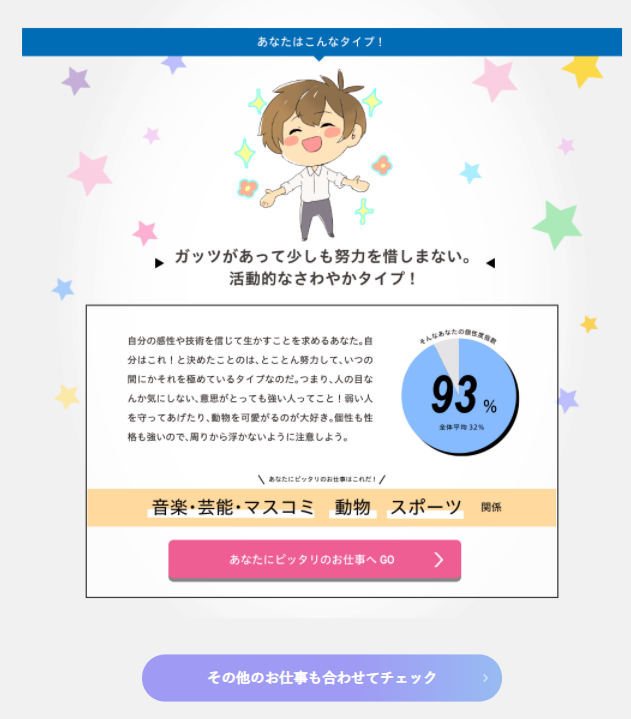 あなたはこんなタイプ！
ガッツがあって少しも努力を惜しまない。
活動的なさわやかタイプ！
自分の感性や技術を信じて生かすことを求めるあなた。自
分はこれ！と決めたことのは、とことん努力して、いつの
間にかそれを極めているタイプなのだ。つまり、人の目な
んか気にしない、意思がとっても強い人ってこと！弱い人
を守ってあげたり、動物を可愛がるのが大好き。個性も性
格も強いので、周りから浮かないように注意しよう。
そんなあなたの個性度指数
93%
全体平均 32%
\ あなたにピッタリのお仕事はこれだ！ /
音楽・芸能・マスコミ 動物 スポーツ 関係
あなたにピッタリのお仕事へ GO
その他のお仕事も合わせてチェック